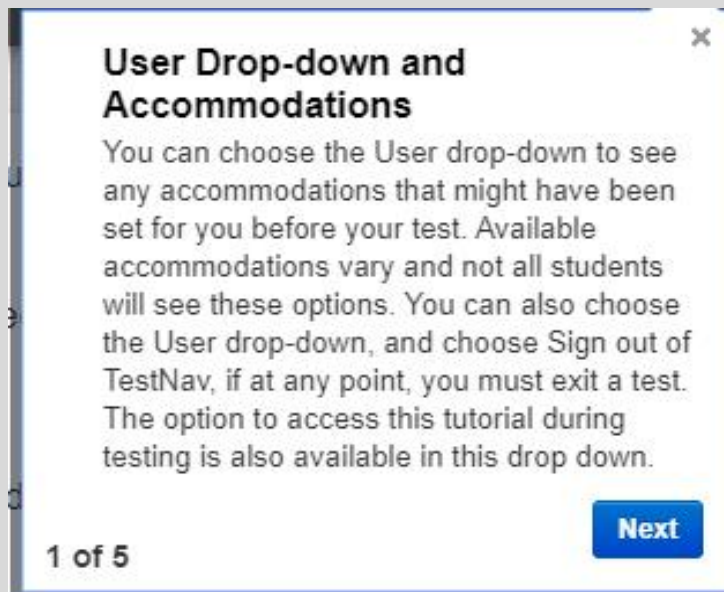 User Drop-down and
Accommodations
You can choose the User drop-down to see
any accommodations that might have been
set for you before your test. Available
accommodations vary and not all students
will see these options. You can also choose
the User drop-down, and choose Sign out of
TestNav, if at any point, you must exit a test.
The option to access this tutorial during
testing is also available in this drop down.
Next
1 of 5